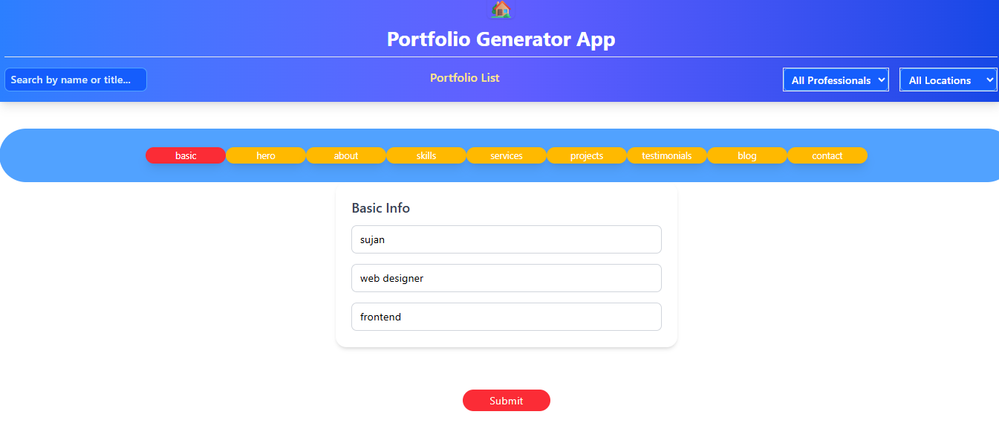 Portfolio Generator App
Search by name or title...
Portfolio List
All Professionals
All Locations
basic
hero
about
skills
services
projects
testimonials
blog
contact
Basic Info
sujan
web designer
frontend
Submit